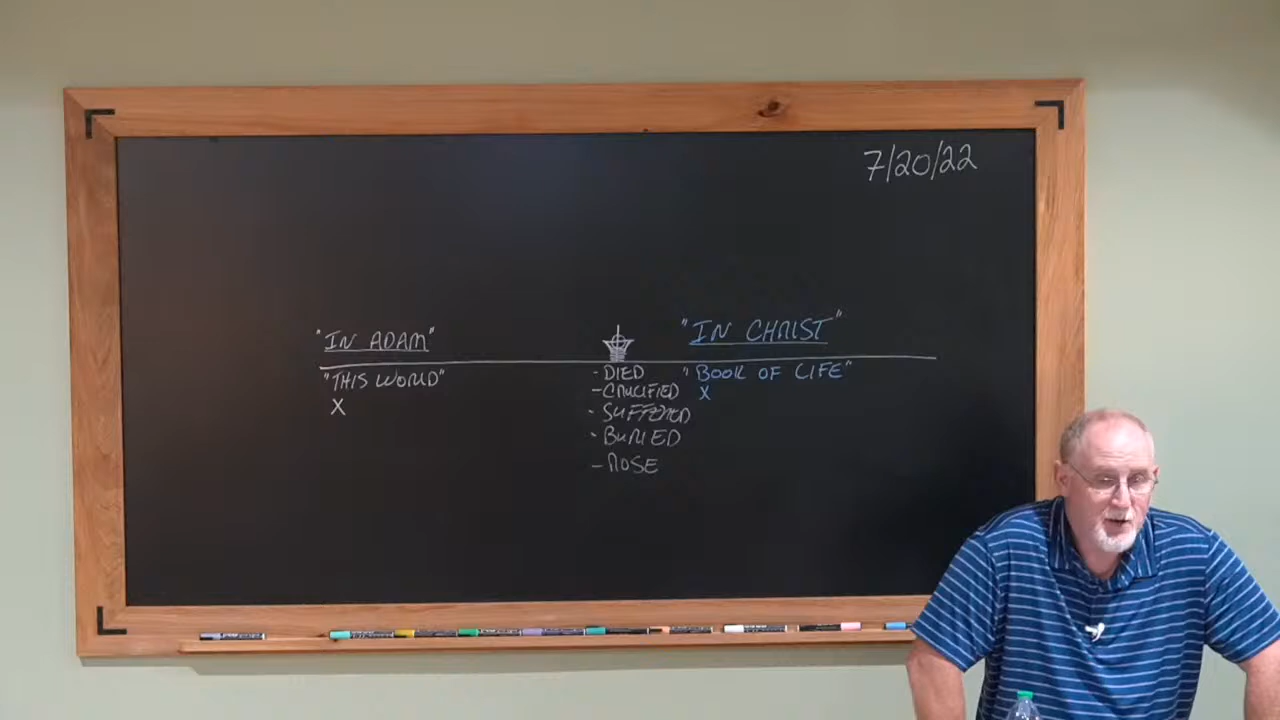 7/20/22
"IN ADAM"
"IN CHRIST"
"THIS WORLD"
X
-DIED
-CRUCIFIED
-SUFFERED
-BURIED
-ROSE
"BOOK OF LIFE"
X